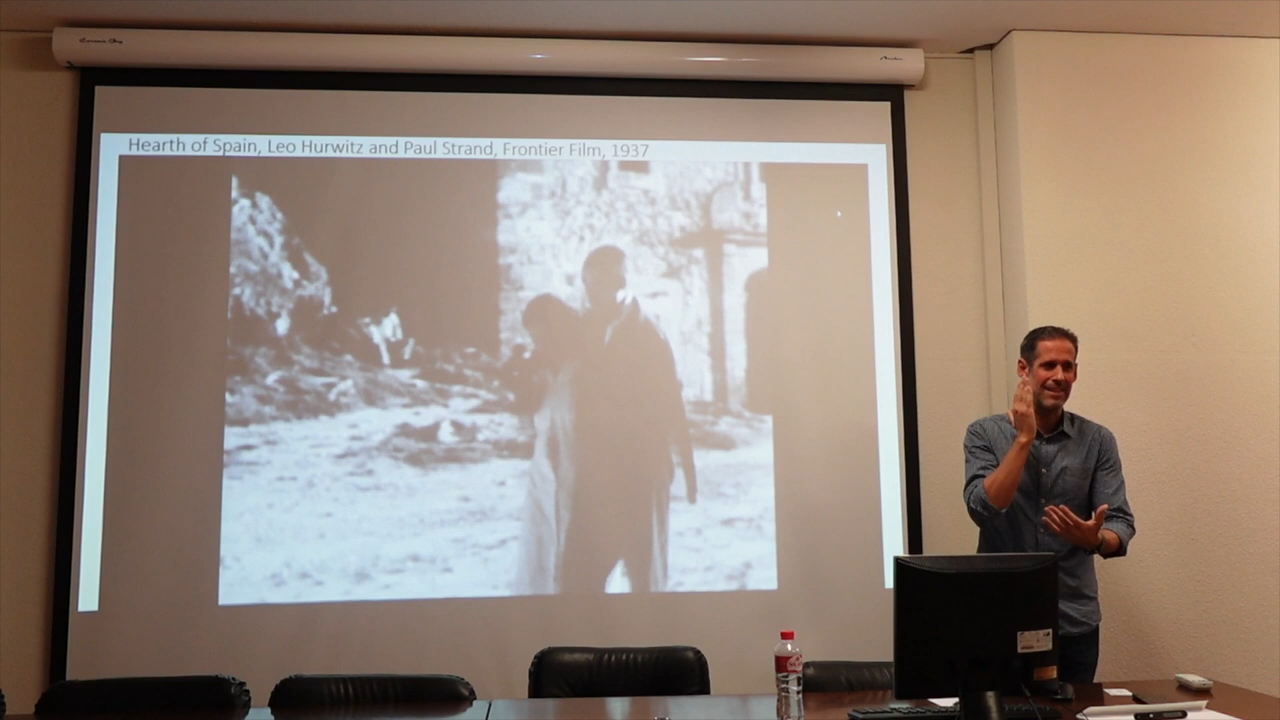 Hearth of Spain, Leo Hurwitz and Paul Strand, Frontier Film, 1937